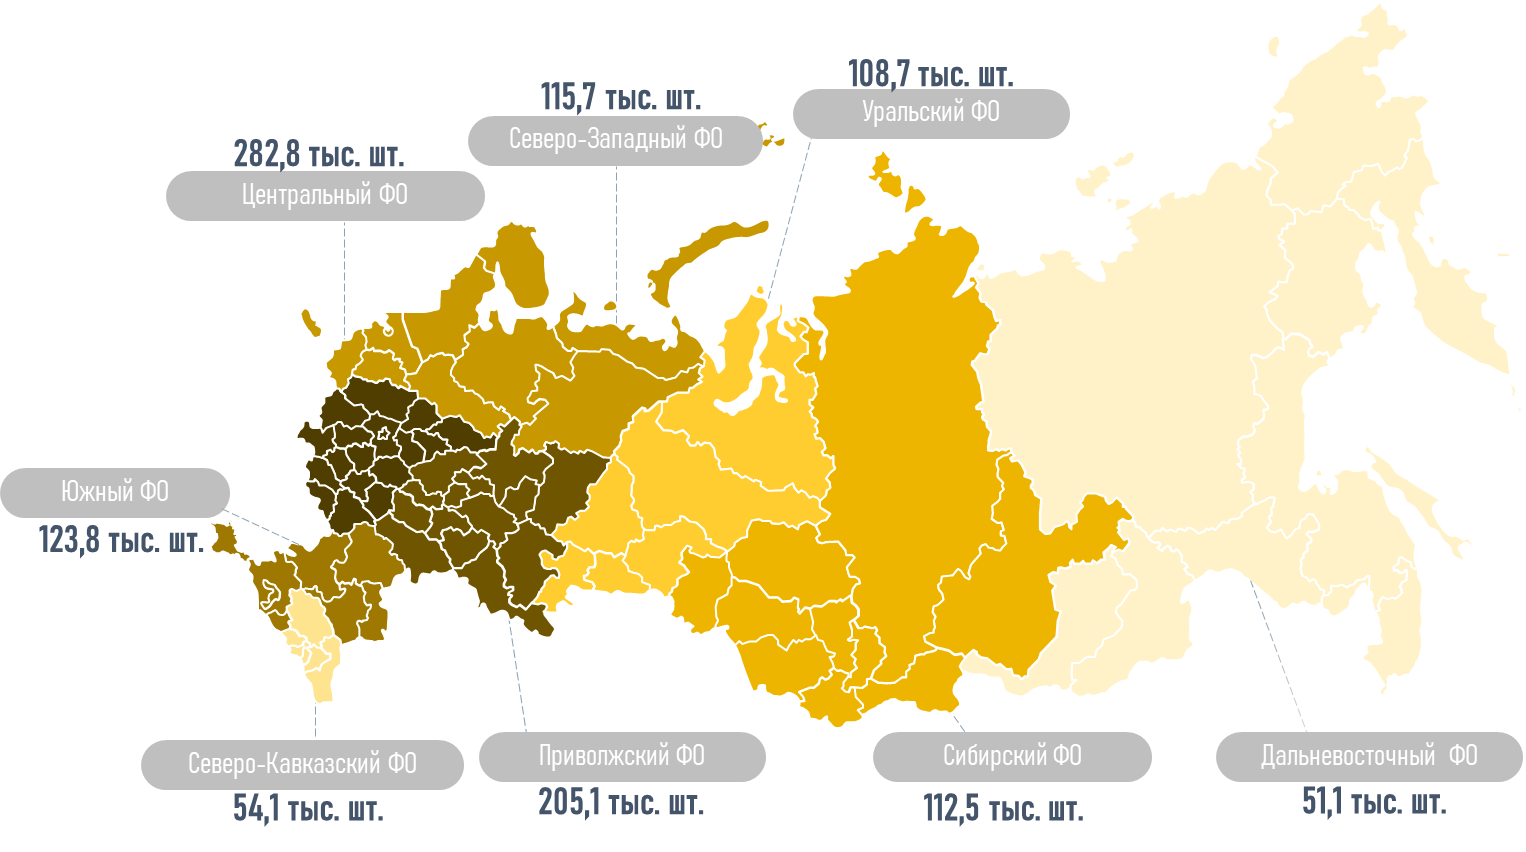 108,7 тыс. шт.
Уральский ФО
115,7 тыс. шт.
Северо-Западный ФО
282,8 тыс. шт.
Центральный ФО
Южный ФО
123,8 тыс. шт.
Северо-Кавказский ФО
54,1 тыс. шт.
Приволжский ФО
205,1 тыс. шт.
Сибирский ФО
112,5 тыс. шт.
Дальневосточный ФО
51,1 тыс. шт.